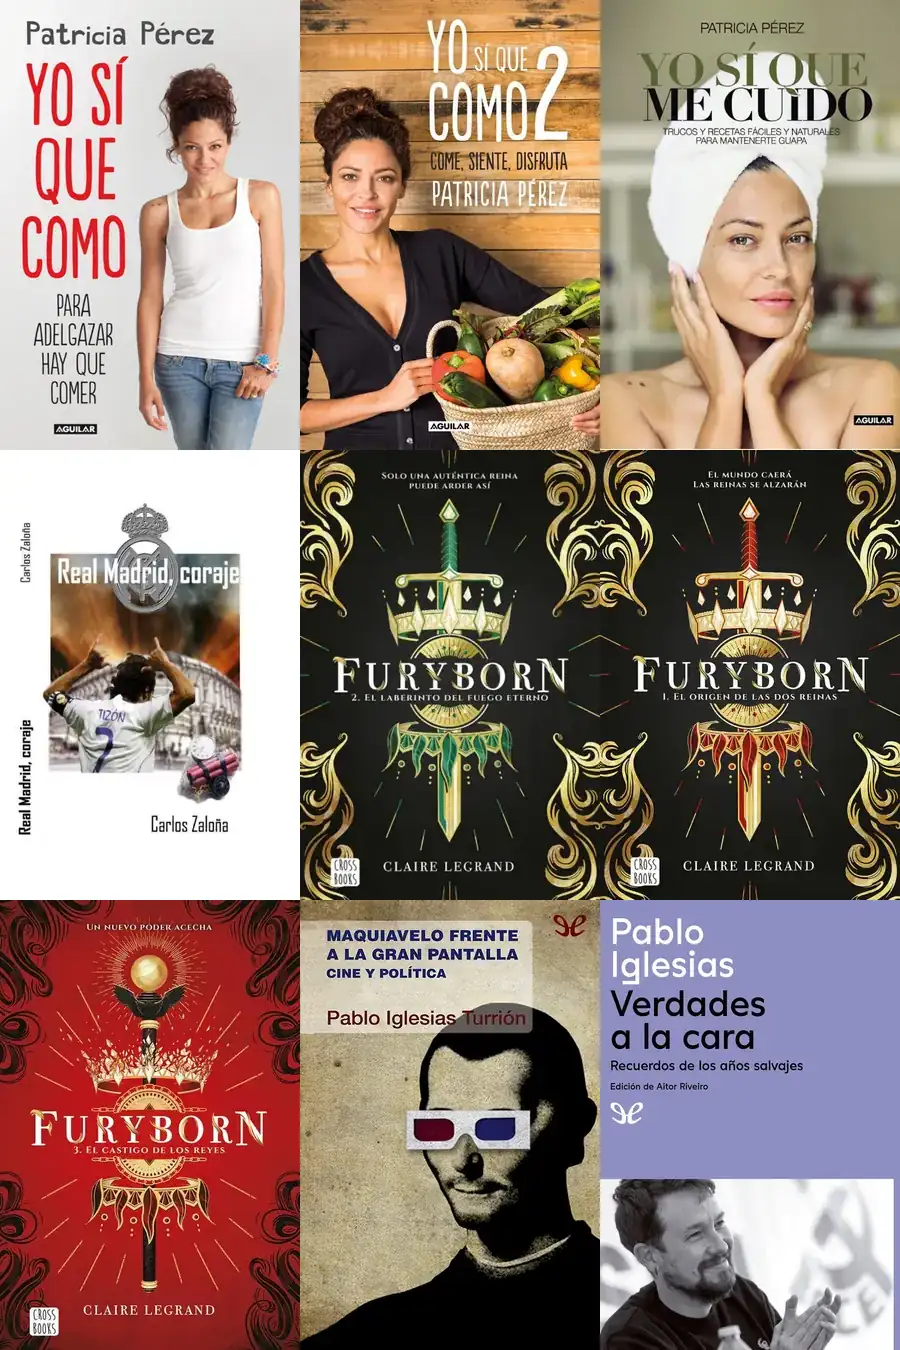 Patricia Pérez
YO SÍ
QUE
COMO
PARA
ADELGAZAR
HAY QUE
COMER
AGUILAR
YO SÍ QUE
COMO 2
COME, SIENTE, DISFRUTA
PATRICIA PÉREZ
AGUILAR
PATRICIA PÉREZ
YO SÍ QUE
ME CUIDO
TRUCOS Y RECETAS FÁCILES Y NATURALES
PARA MANTENERTE GUAPA
AGUILAR
Carlos Zaloña
Real Madrid, coraje
Real Madrid, coraje
TIZÓN
7
Carlos Zaloña
SOLO UNA AUTÉNTICA REINA
PUEDE ARDER ASÍ
FURYBORN
2. EL LABERINTO DEL FUEGO ETERNO
CROSS
BOOKS
CLAIRE LEGRAND
EL MUNDO CAERÁ
LAS REINAS SE ALZARÁN
FURYBORN
1. EL ORIGEN DE LAS DOS REINAS
CROSS
BOOKS
CLAIRE LEGRAND
UN NUEVO PODER ACECHA
FURYBORN
3. EL CASTIGO DE LOS REYES
CLAIRE LEGRAND
CROSS
BOOKS
MAQUIAVELO FRENTE
A LA GRAN PANTALLA
CINE Y POLÍTICA
Pablo Iglesias Turrión
Pablo
Iglesias
Verdades
a la cara
Recuerdos de los años salvajes
Edición de Aitor Riveiro